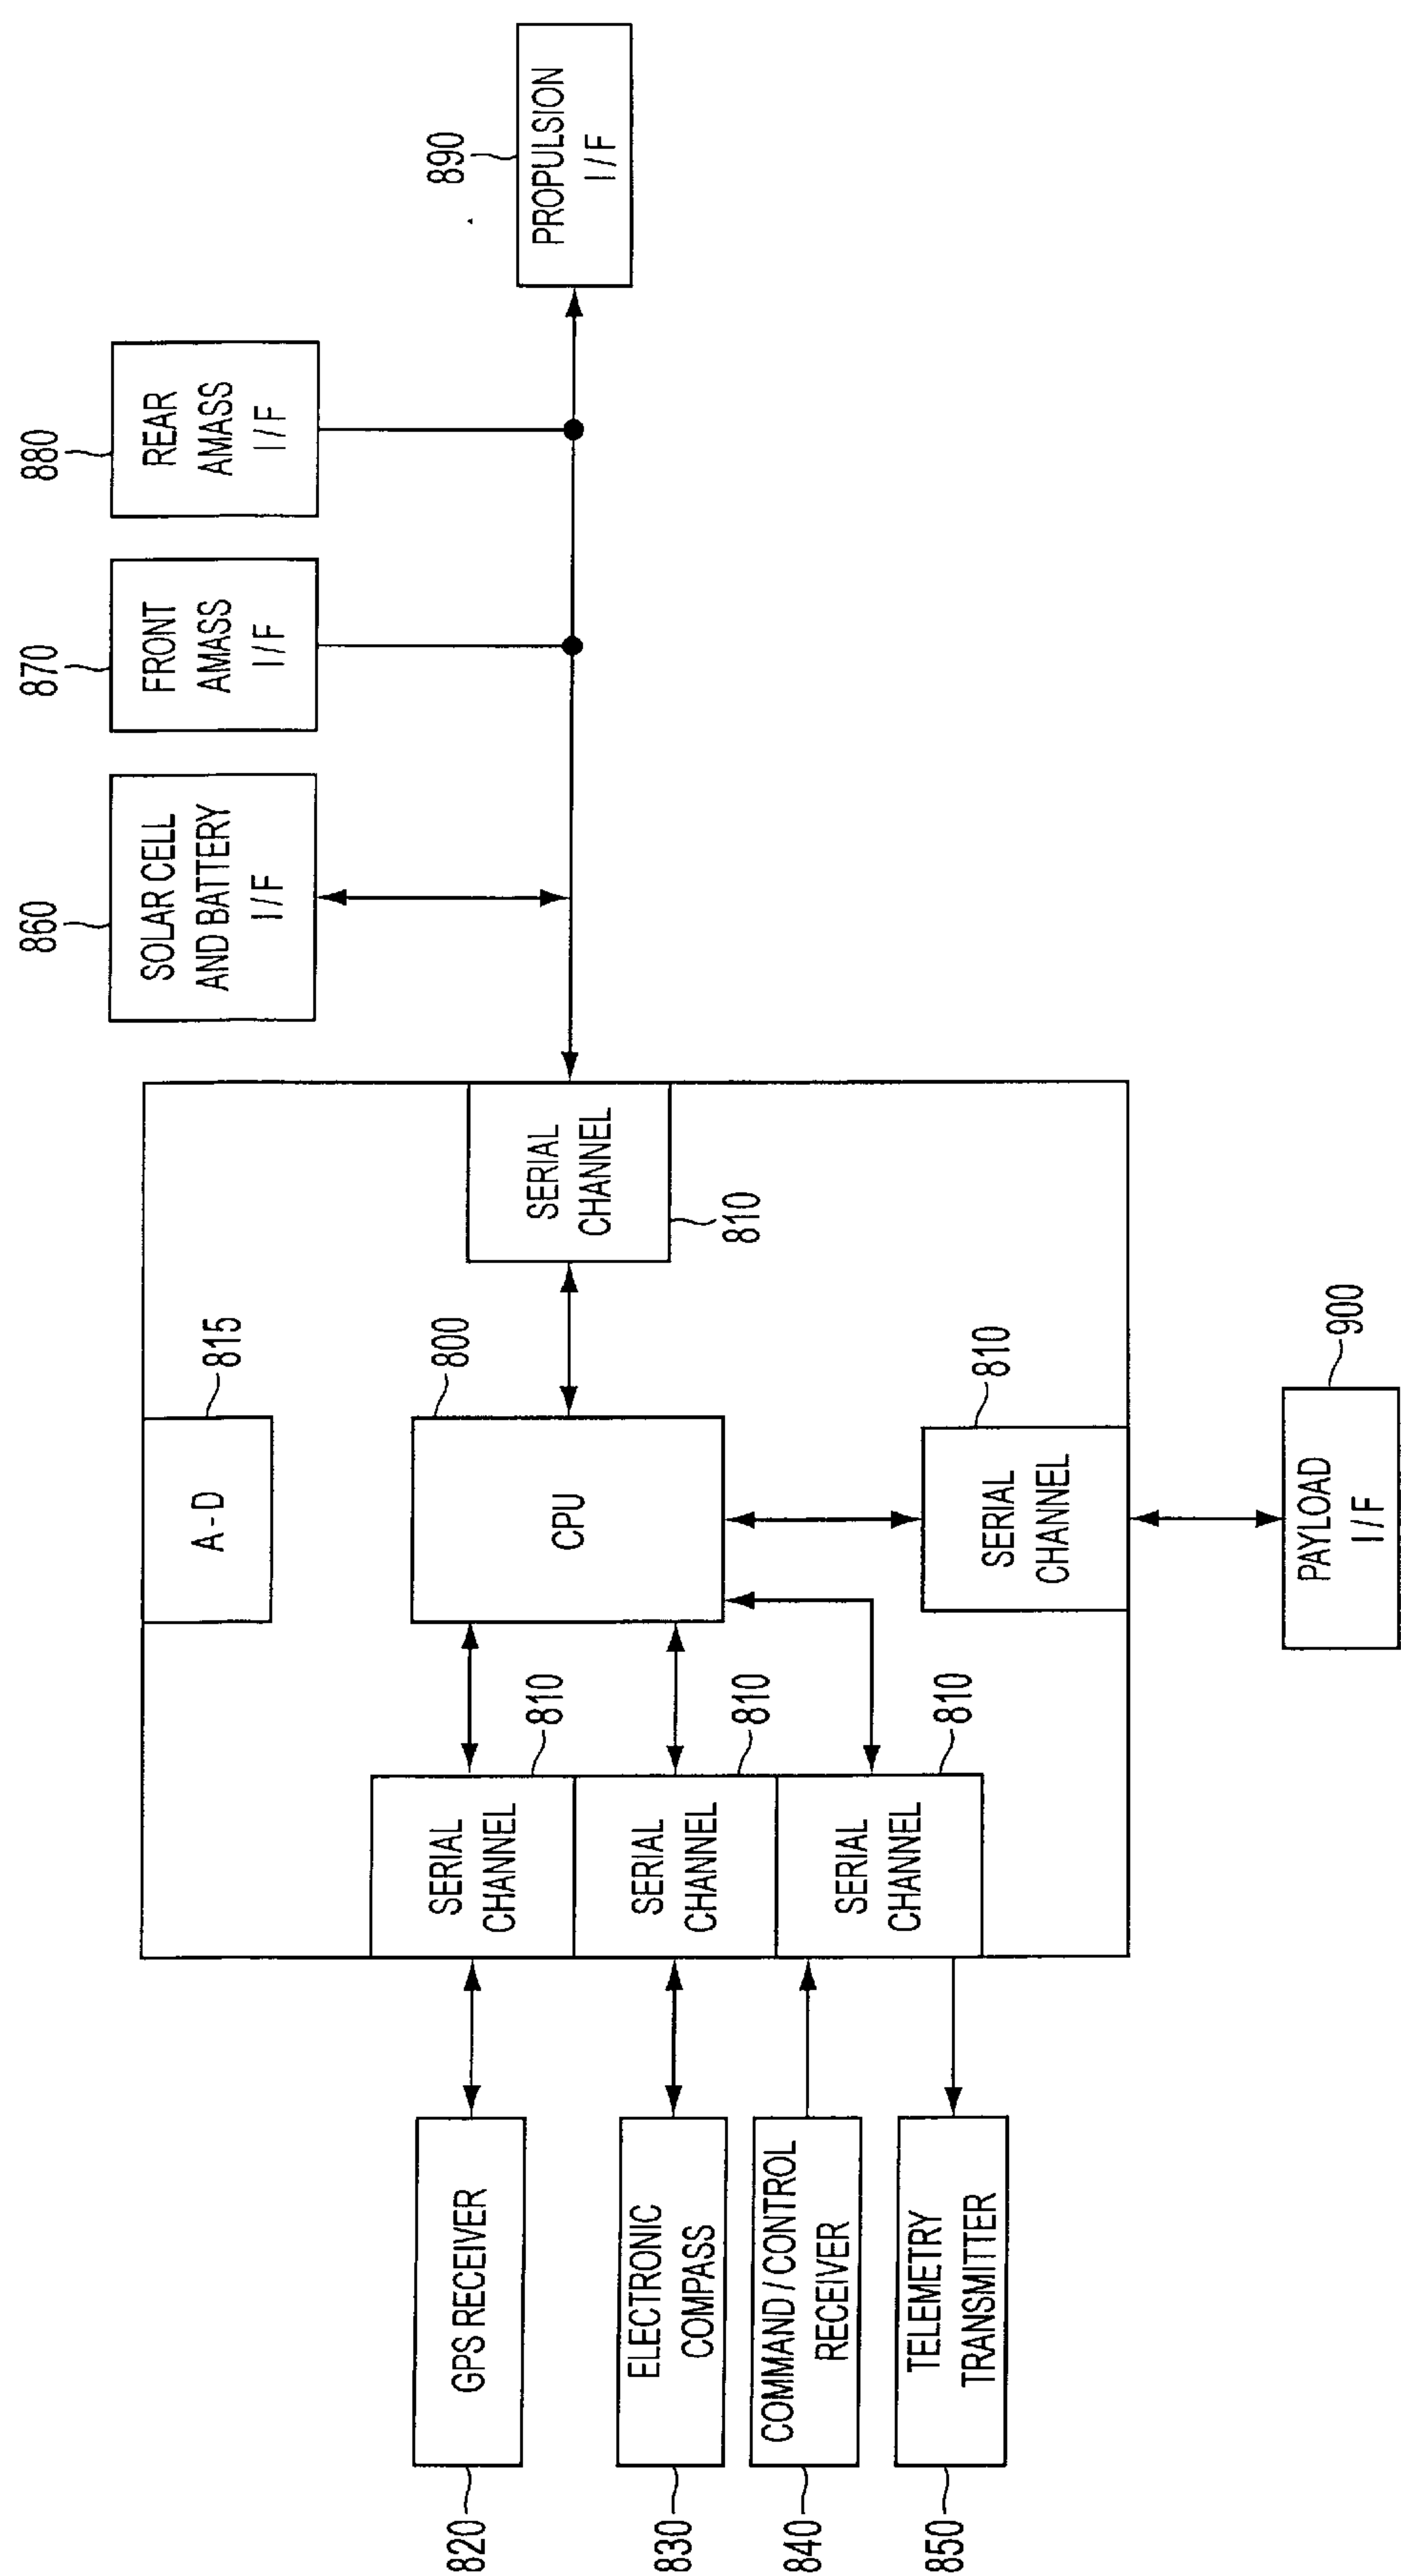 860
SOLAR CELL
AND BATTERY
I/F
870
FRONT
AMASS
I/F
880
REAR
AMASS
I/F
890
PROPULSION
I/F
A-D
815
820
GPS RECEIVER
SERIAL
CHANNEL
810
CPU
800
SERIAL
CHANNEL
810
830
ELECTRONIC
COMPASS
SERIAL
CHANNEL
810
840
COMMAND/CONTROL
RECEIVER
SERIAL
CHANNEL
810
850
TELEMETRY
TRANSMITTER
SERIAL
CHANNEL
810
PAYLOAD
I/F
900